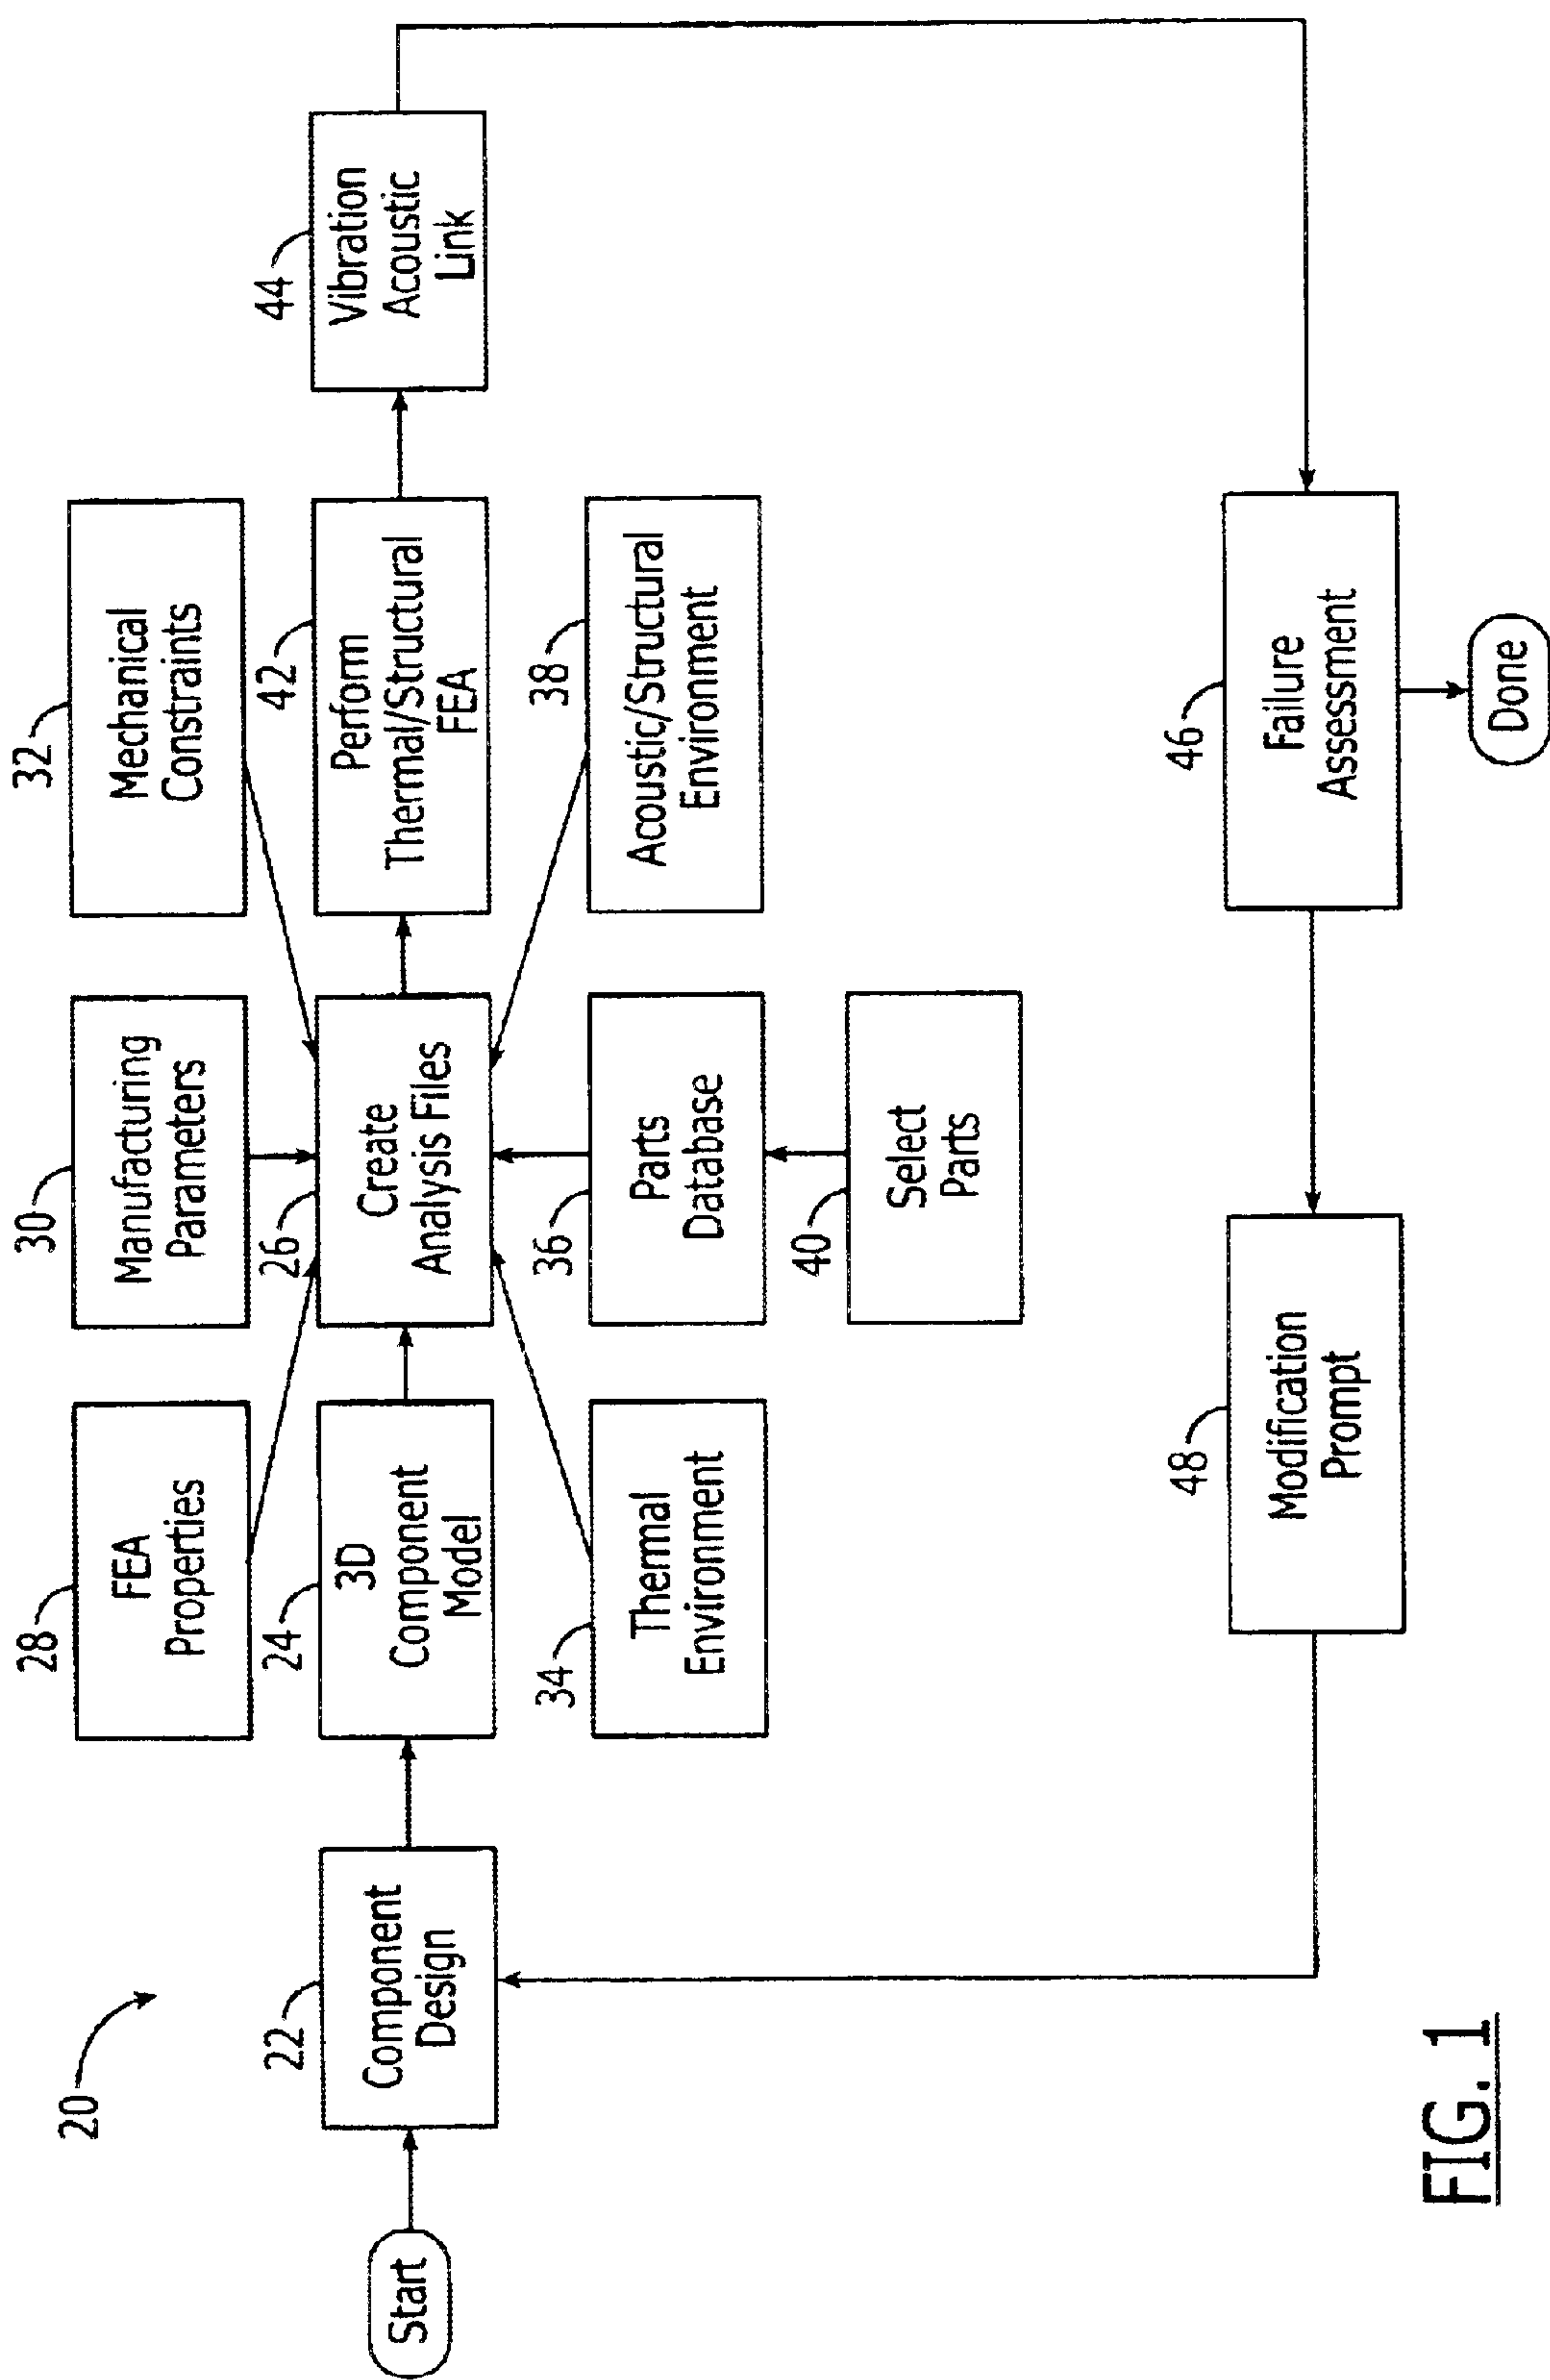 20
28
FEA
Properties
30
Manufacturing
Parameters
32
Mechanical
Constraints
Start
22
Component
Design
24
3D
Component
Model
26
Create
Analysis Files
42
Perform
Thermal/Structural
FEA
44
Vibration
Acoustic
Link
34
Thermal
Environment
36
Parts
Database
38
Acoustic/Structural
Environment
40
Select
Parts
48
Modification
Prompt
46
Failure
Assessment
Done
FIG. 1